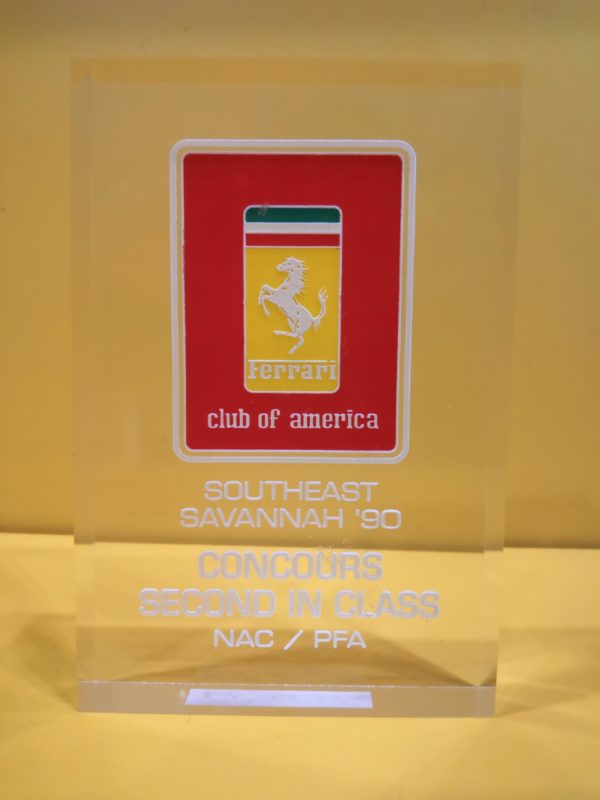 Ferrari
club of america
SOUTHEAST
SAVANNAH '90
CONCOURS
SECOND IN CLASS
NAC / PFA